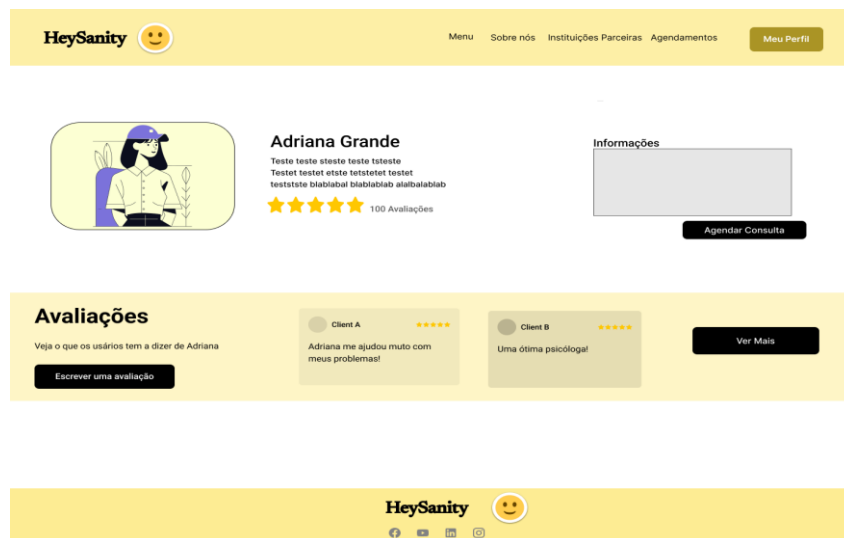 HeySanity
Menu
Sobre nós
Instituições Parceiras
Agendamentos
Meu Perfil
Adriana Grande
Teste teste steste teste tsteste
Testet testet etste tetstetet testet
teststste blablabal blablablab alalbalablab
100 Avaliações
Informações
Agendar Consulta
Avaliações
Veja o que os usários tem a dizer de Adriana
Escrever uma avaliação
Client A
Adriana me ajudou muto com
meus problemas!
Client B
Uma ótima psicóloga!
Ver Mais
HeySanity